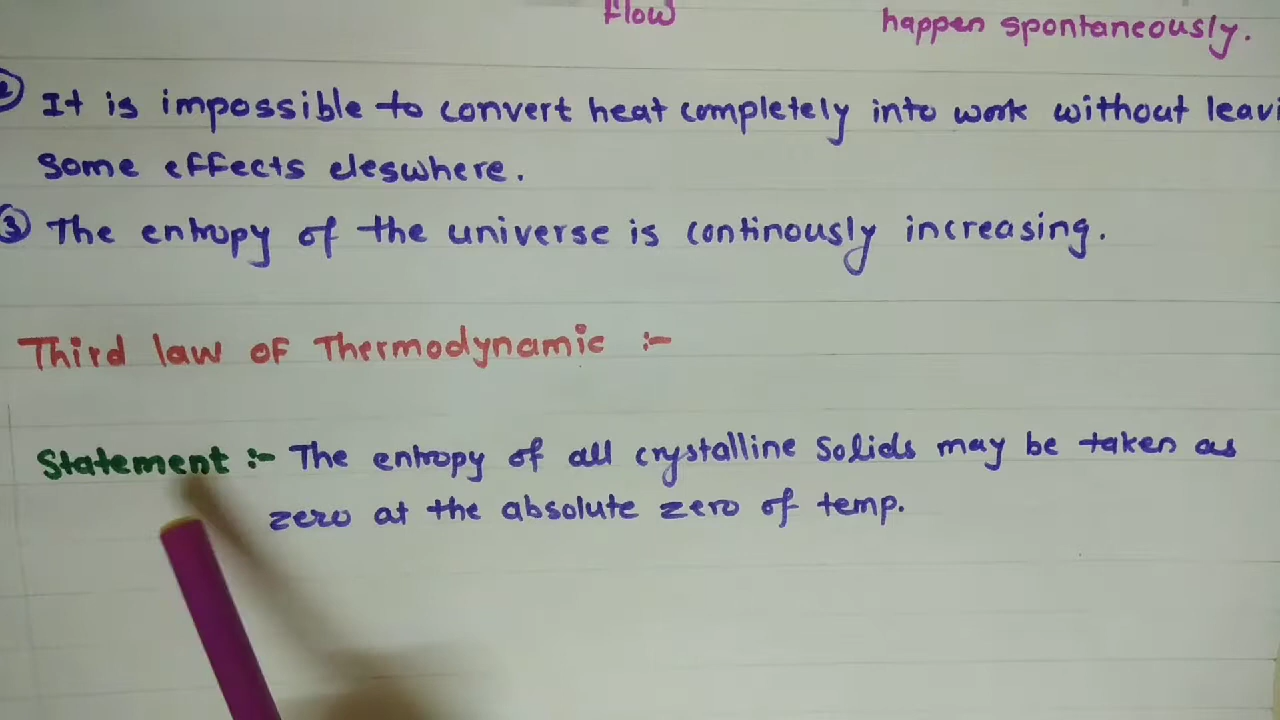 flow happen spontaneously.
It is impossible to convert heat completely into work without leavi
some effects eleswhere.
③ The entropy of the universe is continously increasing.
Third law of Thermodynamic :-
Statement :- The entropy of all crystalline solids may be taken as
zero at the absolute zero of temp.